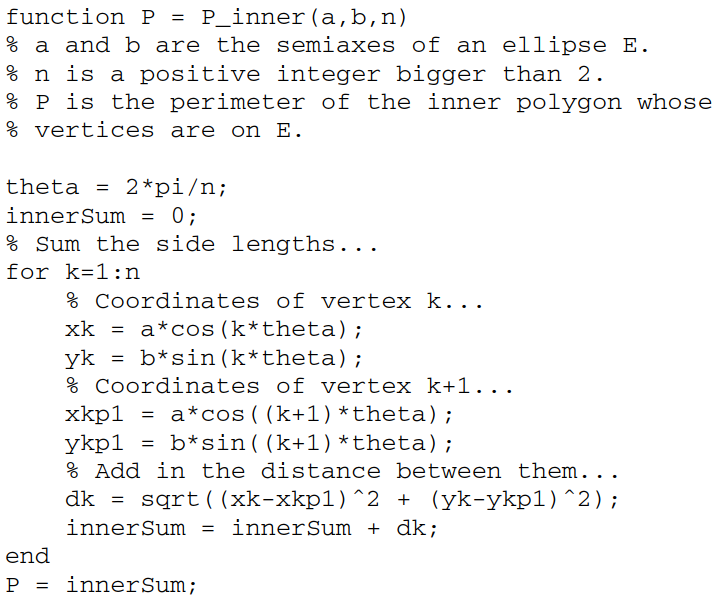 function P = P_inner(a,b,n)
% a and b are the semiaxes of an ellipse E.
% n is a positive integer bigger than 2.
% P is the perimeter of the inner polygon whose
% vertices are on E.

theta = 2*pi/n;
innerSum = 0;
% Sum the side lengths...
for k=1:n
    % Coordinates of vertex k...
    xk = a*cos(k*theta);
    yk = b*sin(k*theta);
    % Coordinates of vertex k+1...
    xkp1 = a*cos((k+1)*theta);
    ykp1 = b*sin((k+1)*theta);
    % Add in the distance between them...
    dk = sqrt((xk-xkp1)^2 + (yk-ykp1)^2);
    innerSum = innerSum + dk;
end
P = innerSum;